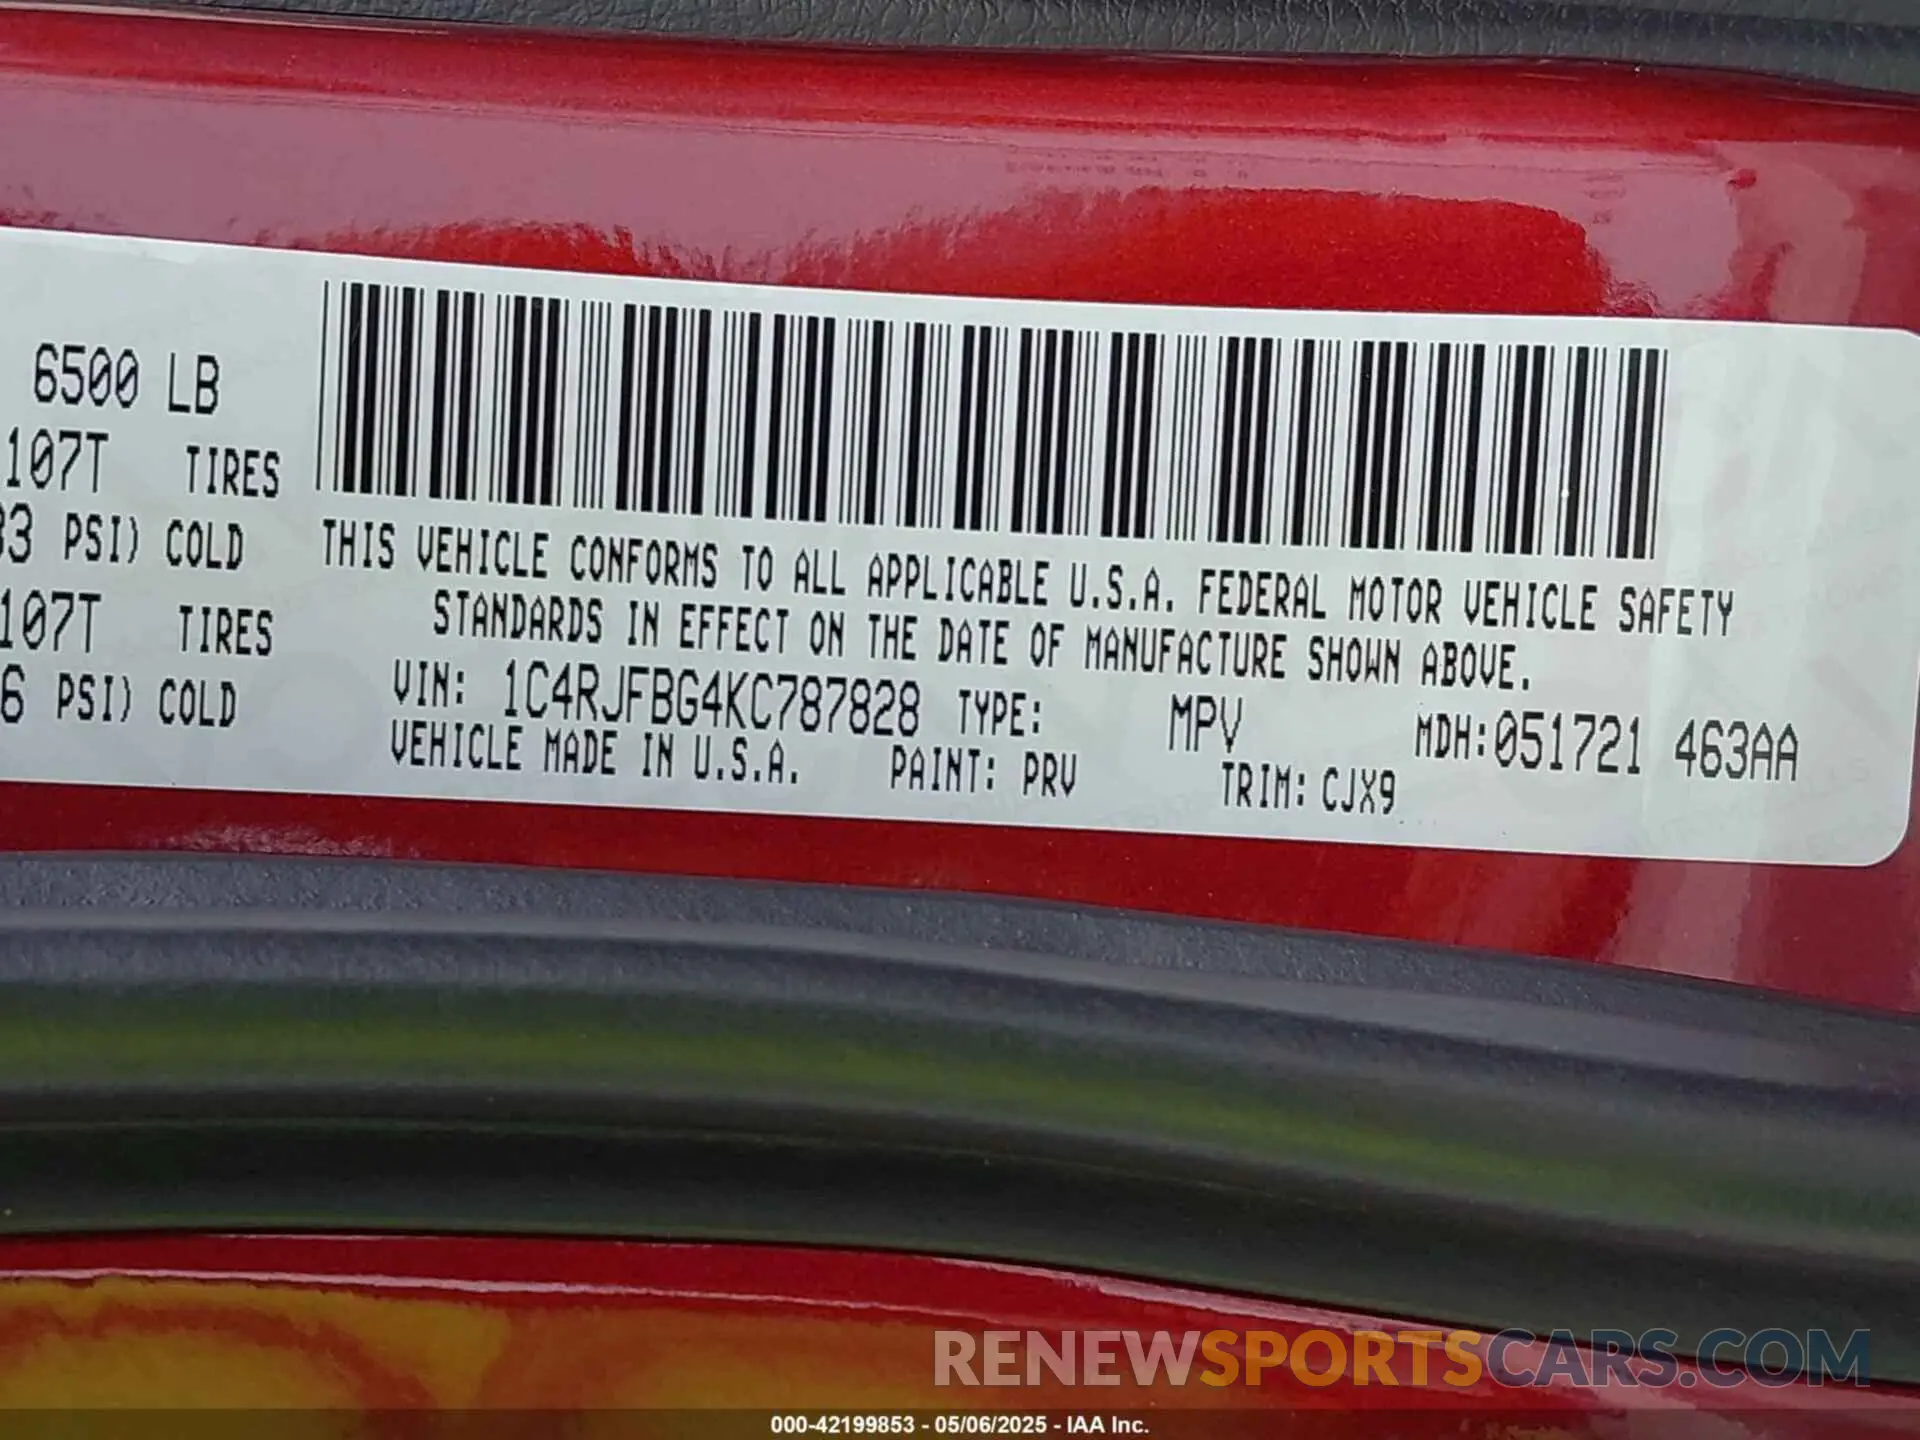 6500 LB
107T TIRES
33 PSI) COLD
107T TIRES
6 PSI) COLD
THIS VEHICLE CONFORMS TO ALL APPLICABLE U.S.A. FEDERAL MOTOR VEHICLE SAFETY
STANDARDS IN EFFECT ON THE DATE OF MANUFACTURE SHOWN ABOVE.
VIN: 1C4RJFBG4KC787828 TYPE: MPV MDH:051721 463AA
VEHICLE MADE IN U.S.A. PAINT: PRV TRIM: CJX9
RENEWSPORTSCARS.COM
000-42199853 - 05/06/2025 - IAA Inc.